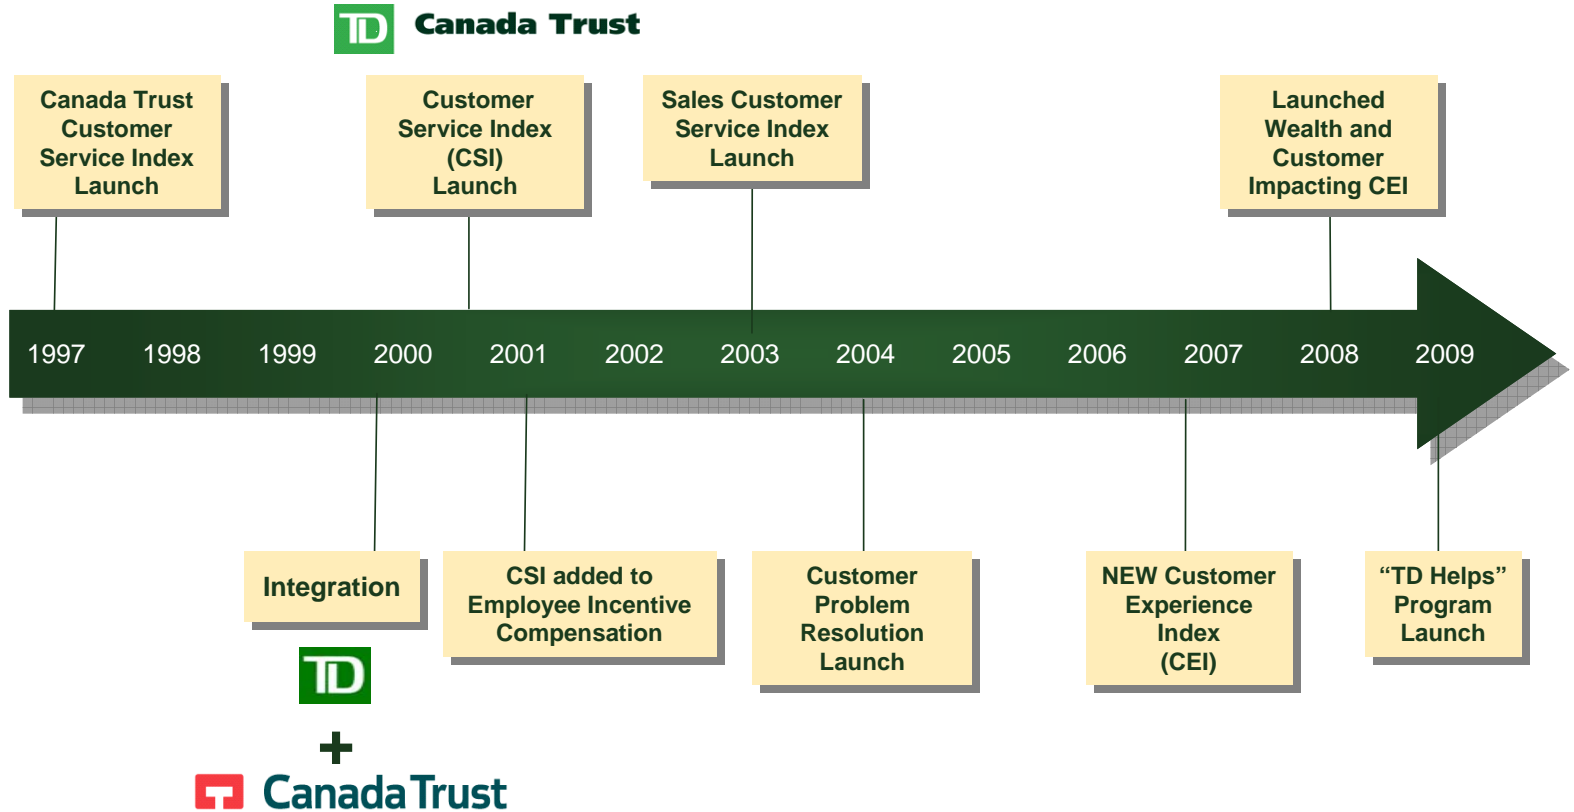 TD Canada Trust
Canada Trust
Customer
Service Index
Launch
Customer
Service Index
(CSI)
Launch
Sales Customer
Service Index
Launch
Launched
Wealth and
Customer
Impacting CEI
1997 1998 1999 2000 2001 2002 2003 2004 2005 2006 2007 2008 2009
Integration
CSI added to
Employee Incentive
Compensation
Customer
Problem
Resolution
Launch
NEW Customer
Experience
Index
(CEI)
“TD Helps”
Program
Launch
TD
+
Canada Trust